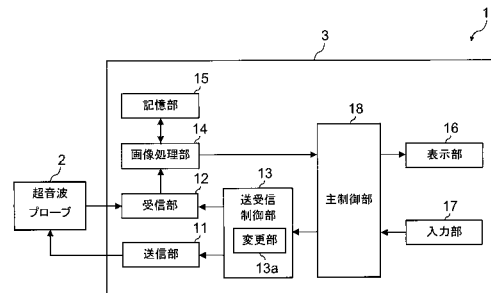 1
3
15
記憶部
14
画像処理部
18
16
表示部
2
超音波
プローブ
12
受信部
13
送受信
制御部
変更部
13a
主制御部
17
入力部
11
送信部